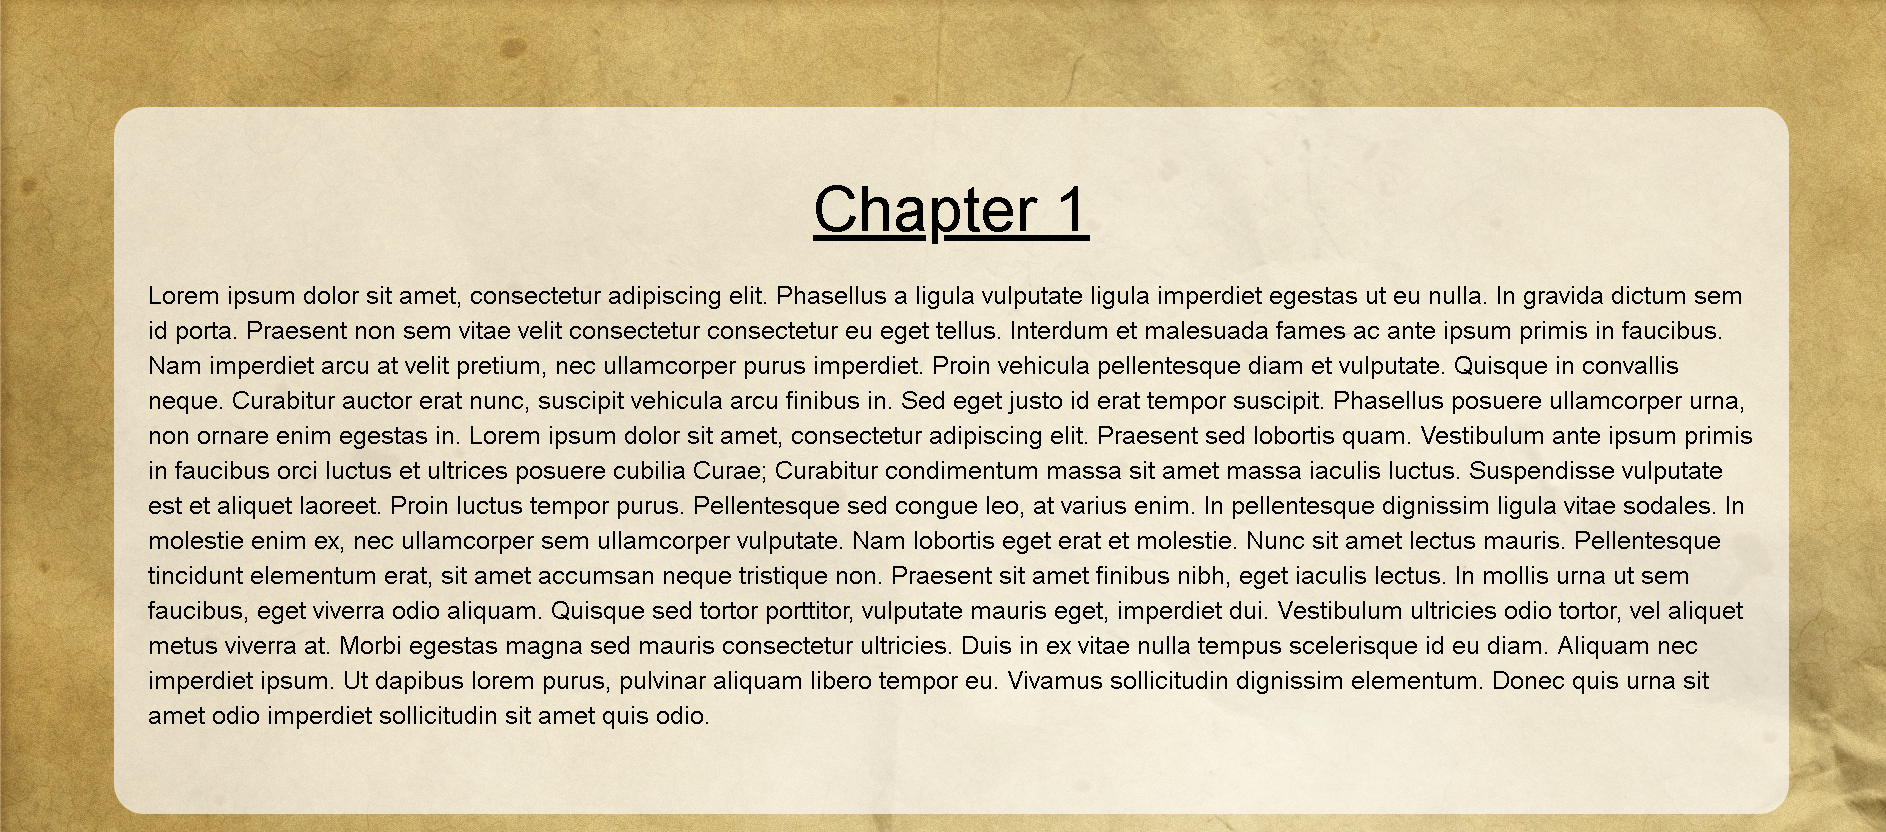 Chapter 1
Lorem ipsum dolor sit amet, consectetur adipiscing elit. Phasellus a ligula vulputate ligula imperdiet egestas ut eu nulla. In gravida dictum sem
id porta. Praesent non sem vitae velit consectetur consectetur eu eget tellus. Interdum et malesuada fames ac ante ipsum primis in faucibus.
Nam imperdiet arcu at velit pretium, nec ullamcorper purus imperdiet. Proin vehicula pellentesque diam et vulputate. Quisque in convallis
neque. Curabitur auctor erat nunc, suscipit vehicula arcu finibus in. Sed eget justo id erat tempor suscipit. Phasellus posuere ullamcorper urna,
non ornare enim egestas in. Lorem ipsum dolor sit amet, consectetur adipiscing elit. Praesent sed lobortis quam. Vestibulum ante ipsum primis
in faucibus orci luctus et ultrices posuere cubilia Curae; Curabitur condimentum massa sit amet massa iaculis luctus. Suspendisse vulputate
est et aliquet laoreet. Proin luctus tempor purus. Pellentesque sed congue leo, at varius enim. In pellentesque dignissim ligula vitae sodales. In
molestie enim ex, nec ullamcorper sem ullamcorper vulputate. Nam lobortis eget erat et molestie. Nunc sit amet lectus mauris. Pellentesque
tincidunt elementum erat, sit amet accumsan neque tristique non. Praesent sit amet finibus nibh, eget iaculis lectus. In mollis urna ut sem
faucibus, eget viverra odio aliquam. Quisque sed tortor porttitor, vulputate mauris eget, imperdiet dui. Vestibulum ultricies odio tortor, vel aliquet
metus viverra at. Morbi egestas magna sed mauris consectetur ultricies. Duis in ex vitae nulla tempus scelerisque id eu diam. Aliquam nec
imperdiet ipsum. Ut dapibus lorem purus, pulvinar aliquam libero tempor eu. Vivamus sollicitudin dignissim elementum. Donec quis urna sit
amet odio imperdiet sollicitudin sit amet quis odio.